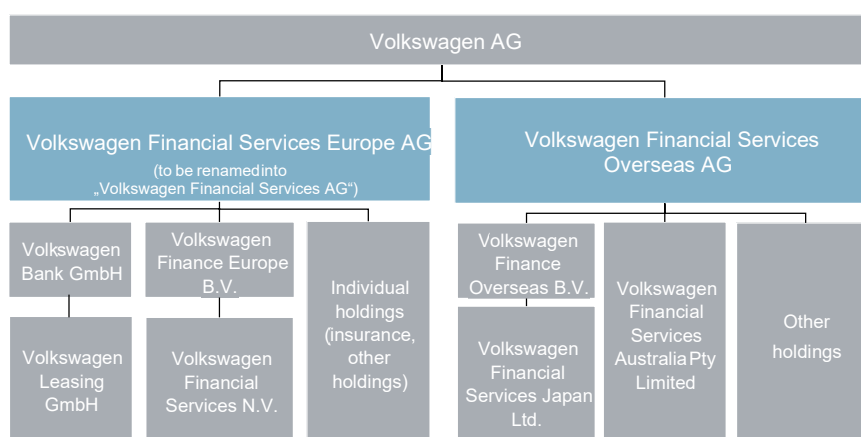 Volkswagen AG
Volkswagen Financial Services Europe AG
(to be renamedinto
„Volkswagen Financial Services AG“)
Volkswagen Financial Services
Overseas AG
Volkswagen
Bank GmbH
Volkswagen
Finance Europe
B.V.
Individual
holdings
(insurance,
other
holdings)
Volkswagen
Leasing
GmbH
Volkswagen
Financial
Services N.V.
Volkswagen
Finance
Overseas B.V.
Volkswagen
Financial
Services
AustraliaPty
Limited
Other
holdings
Volkswagen
Financial
Services Japan
Ltd.